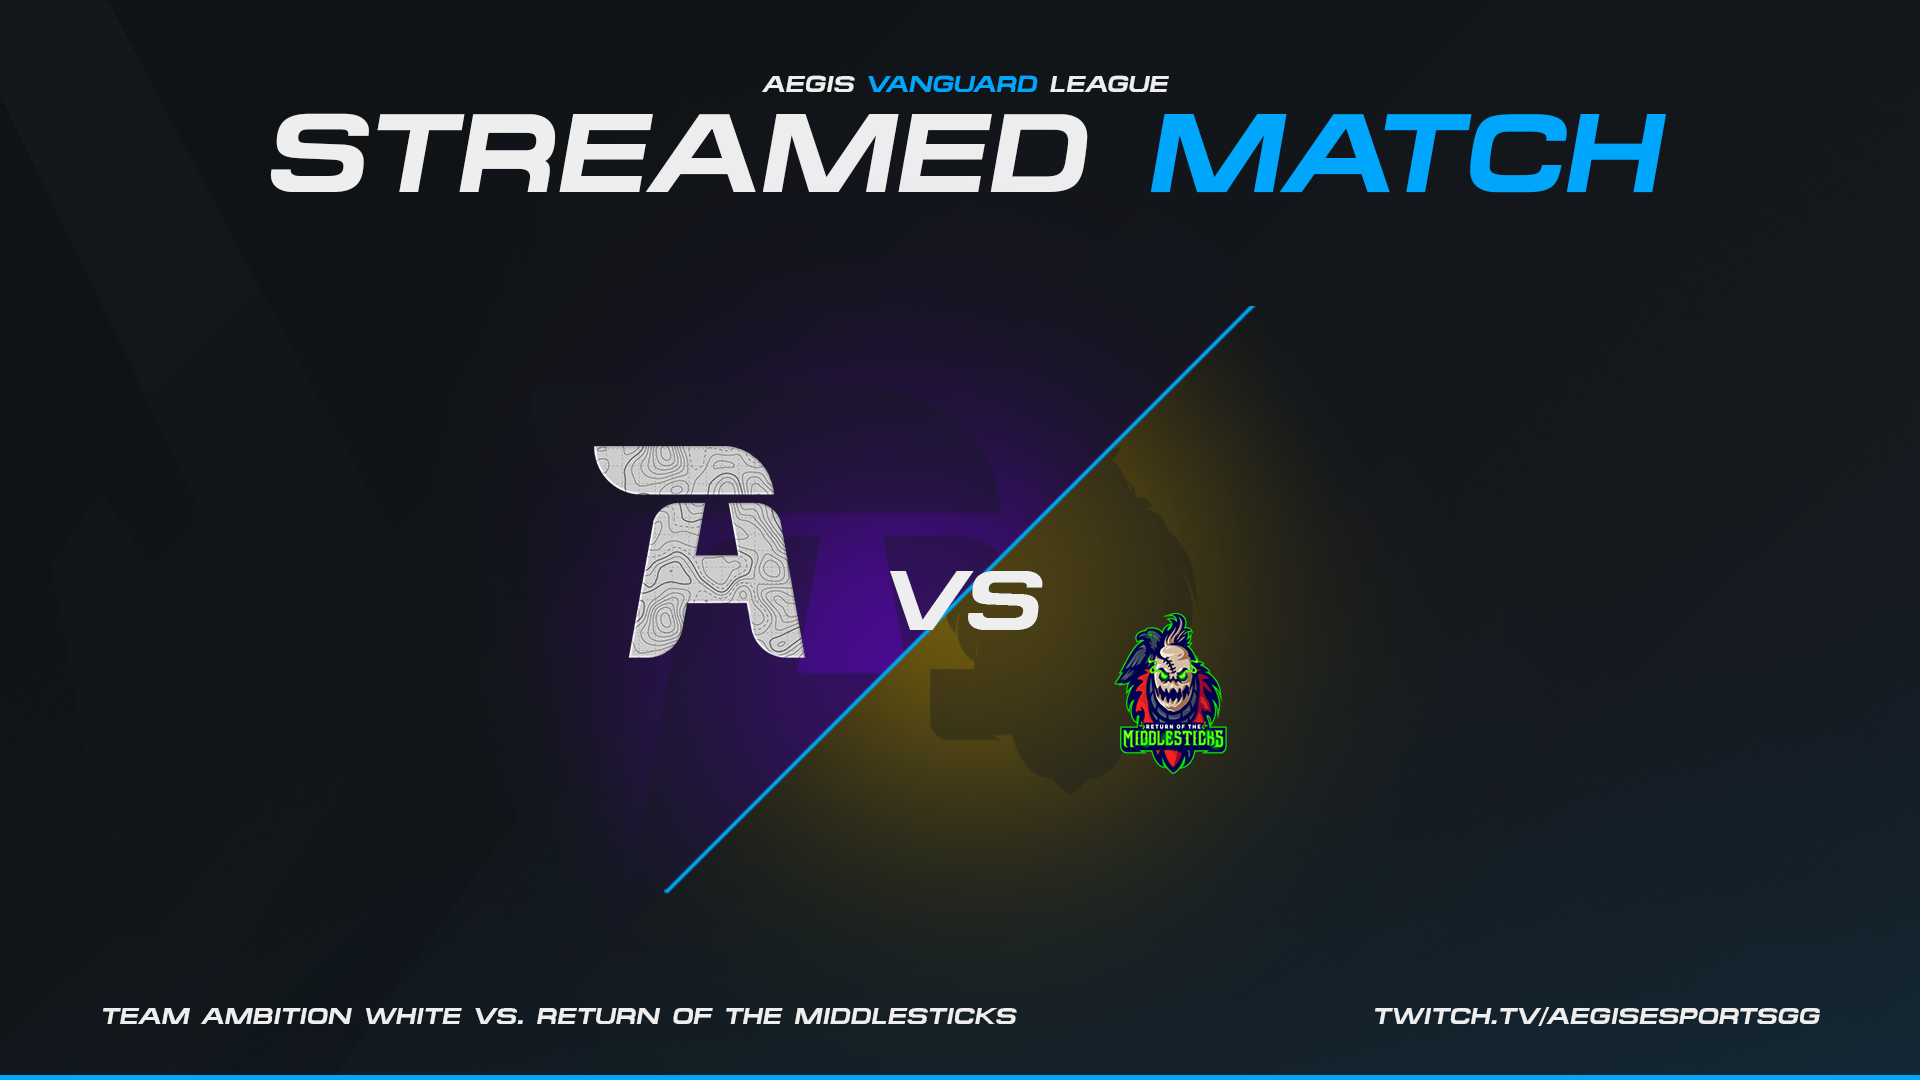 AEGIS VANGUARD LEAGUE
STREAMED MATCH
VS
RETURN OF THE
MIDDLESTICKS
TEAM AMBITION WHITE VS. RETURN OF THE MIDDLESTICKS
TWITCH.TV/AEGISESPORTSGG